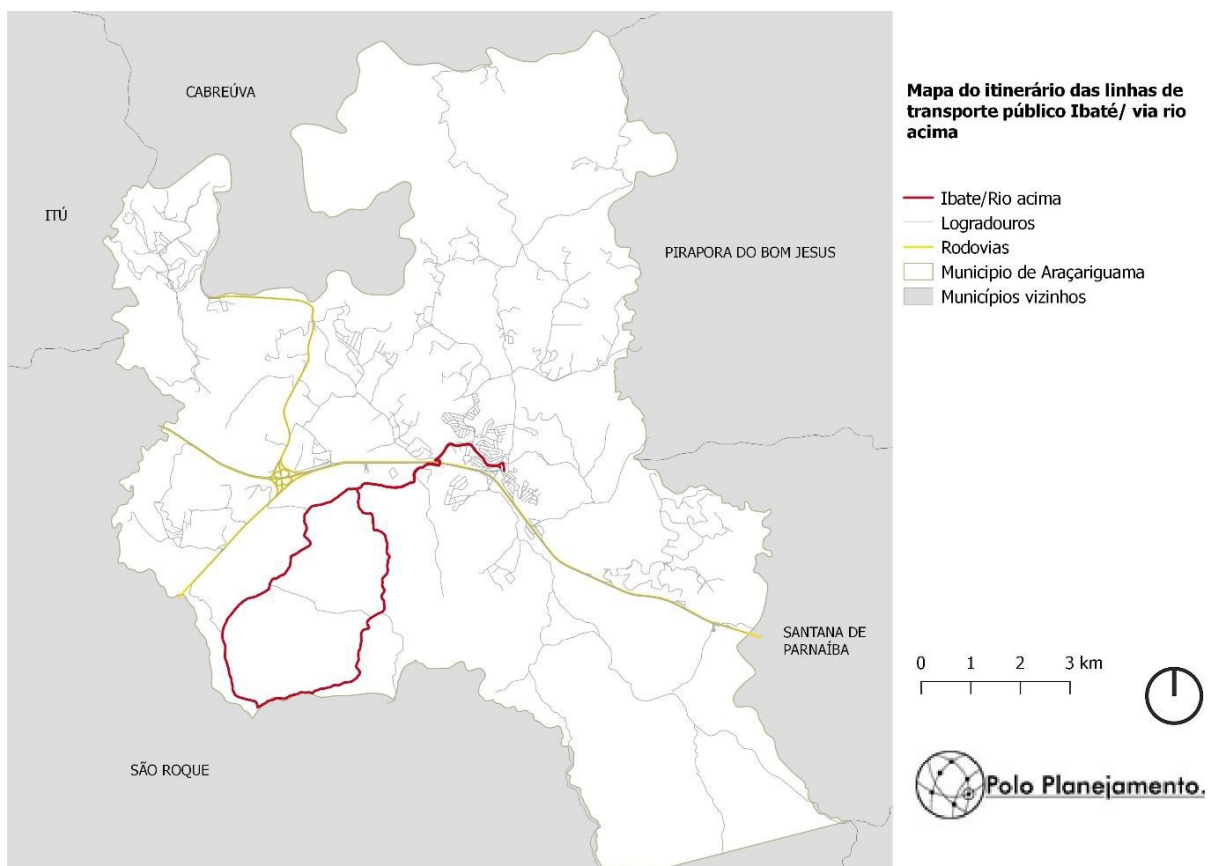 CABREÚVA
ITÚ
PIRAPORA DO BOM JESUS
SANTANA DE
PARNAÍBA
SÃO ROQUE
Mapa do itinerário das linhas de
transporte público Ibaté/ via rio
acima
Ibate/Rio acima
Logradouros
Rodovias
Municipio de Araçariguama
Municípios vizinhos
0 1 2 3 km
Polo Planejamento.